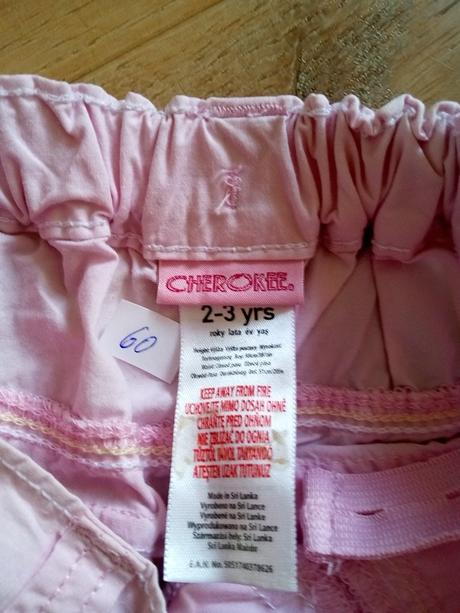 CHEROKEE.
2-3 yrs
roky lata év yaş
60
KEEP AWAY FROM FIRE
UCHOVEJTE MIMO DOSAH OHNĚ
CHRÁŇTE PRED OHŇOM
NIE ZBLIŻAĆ DO OGNIA
TŰZTŐL TÁVOL TARTANDÓ
ATEŞTEN UZAK TUTUNUZ
Made in Sri Lanka
Vyrobeno na Srí Lance
Vyrobené na Srí Lanke
Wyprodukowano na Sri Lance
Származási hely: Sri Lanka
Sri Lanka Malıdır
E.A.N. No. 5051740378626